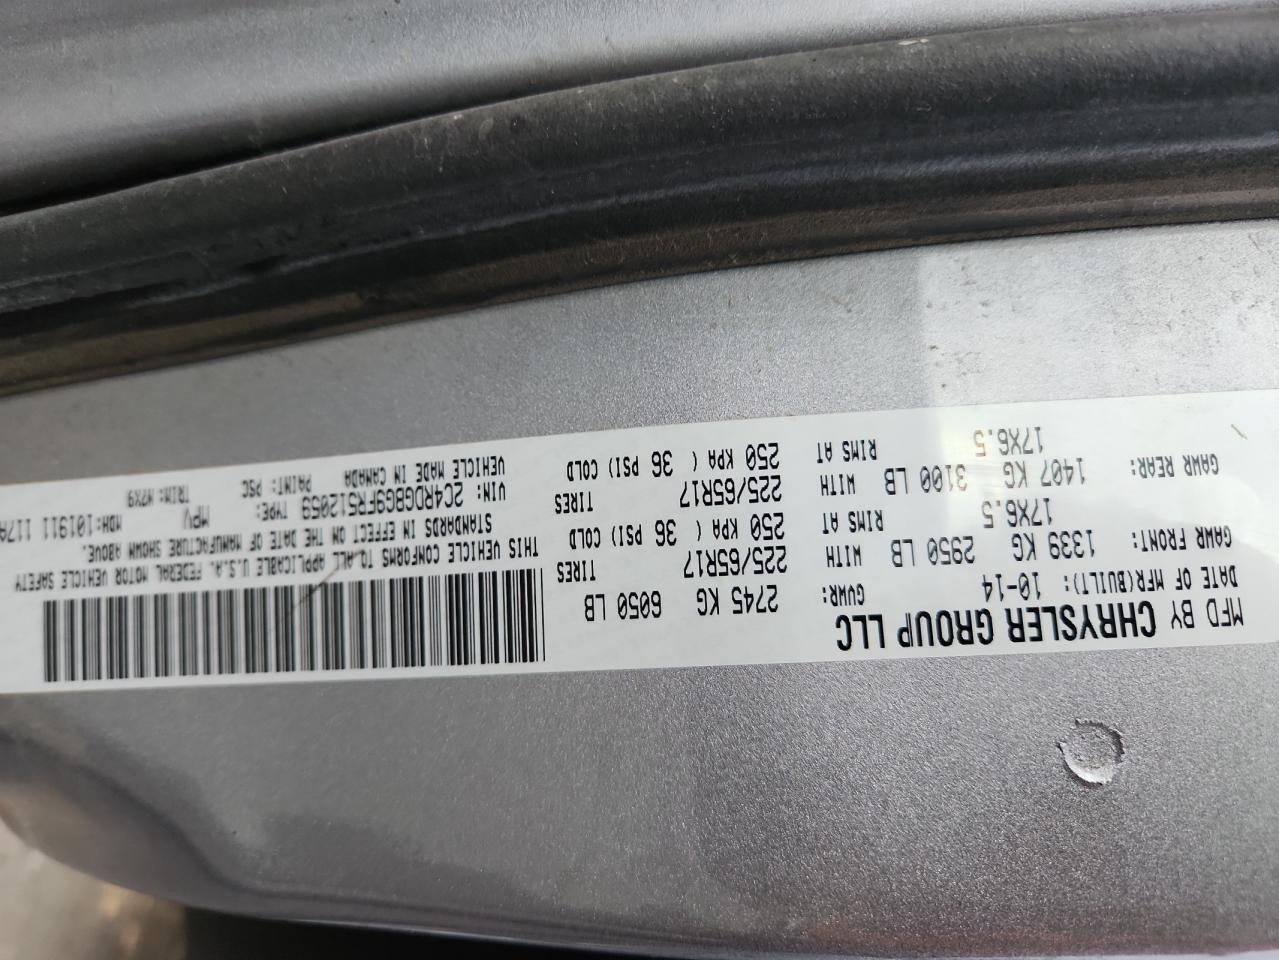 MFD BY CHRYSLER GROUP LLC
DATE OF MFR(BUILT): 10-14 GVWR: 2745 KG 6050 LB
GAWR FRONT: 1339 KG 2950 LB WITH 225/65R17 TIRES
17X6.5 RIMS AT 250 KPA ( 36 PSI) COLD
GAWR REAR: 1407 KG 3100 LB WITH 225/65R17 TIRES
17X6.5 RIMS AT 250 KPA ( 36 PSI) COLD
THIS VEHICLE CONFORMS TO ALL APPLICABLE U.S.A. FEDERAL MOTOR VEHICLE SAFETY
STANDARDS IN EFFECT ON THE DATE OF MANUFACTURE SHOWN ABOVE.
VIN: 2C4RDGBG9FR512059 TYPE: MPV MDH:101911 117A
VEHICLE MADE IN CANADA PAINT: PSC TRIM: M7X9